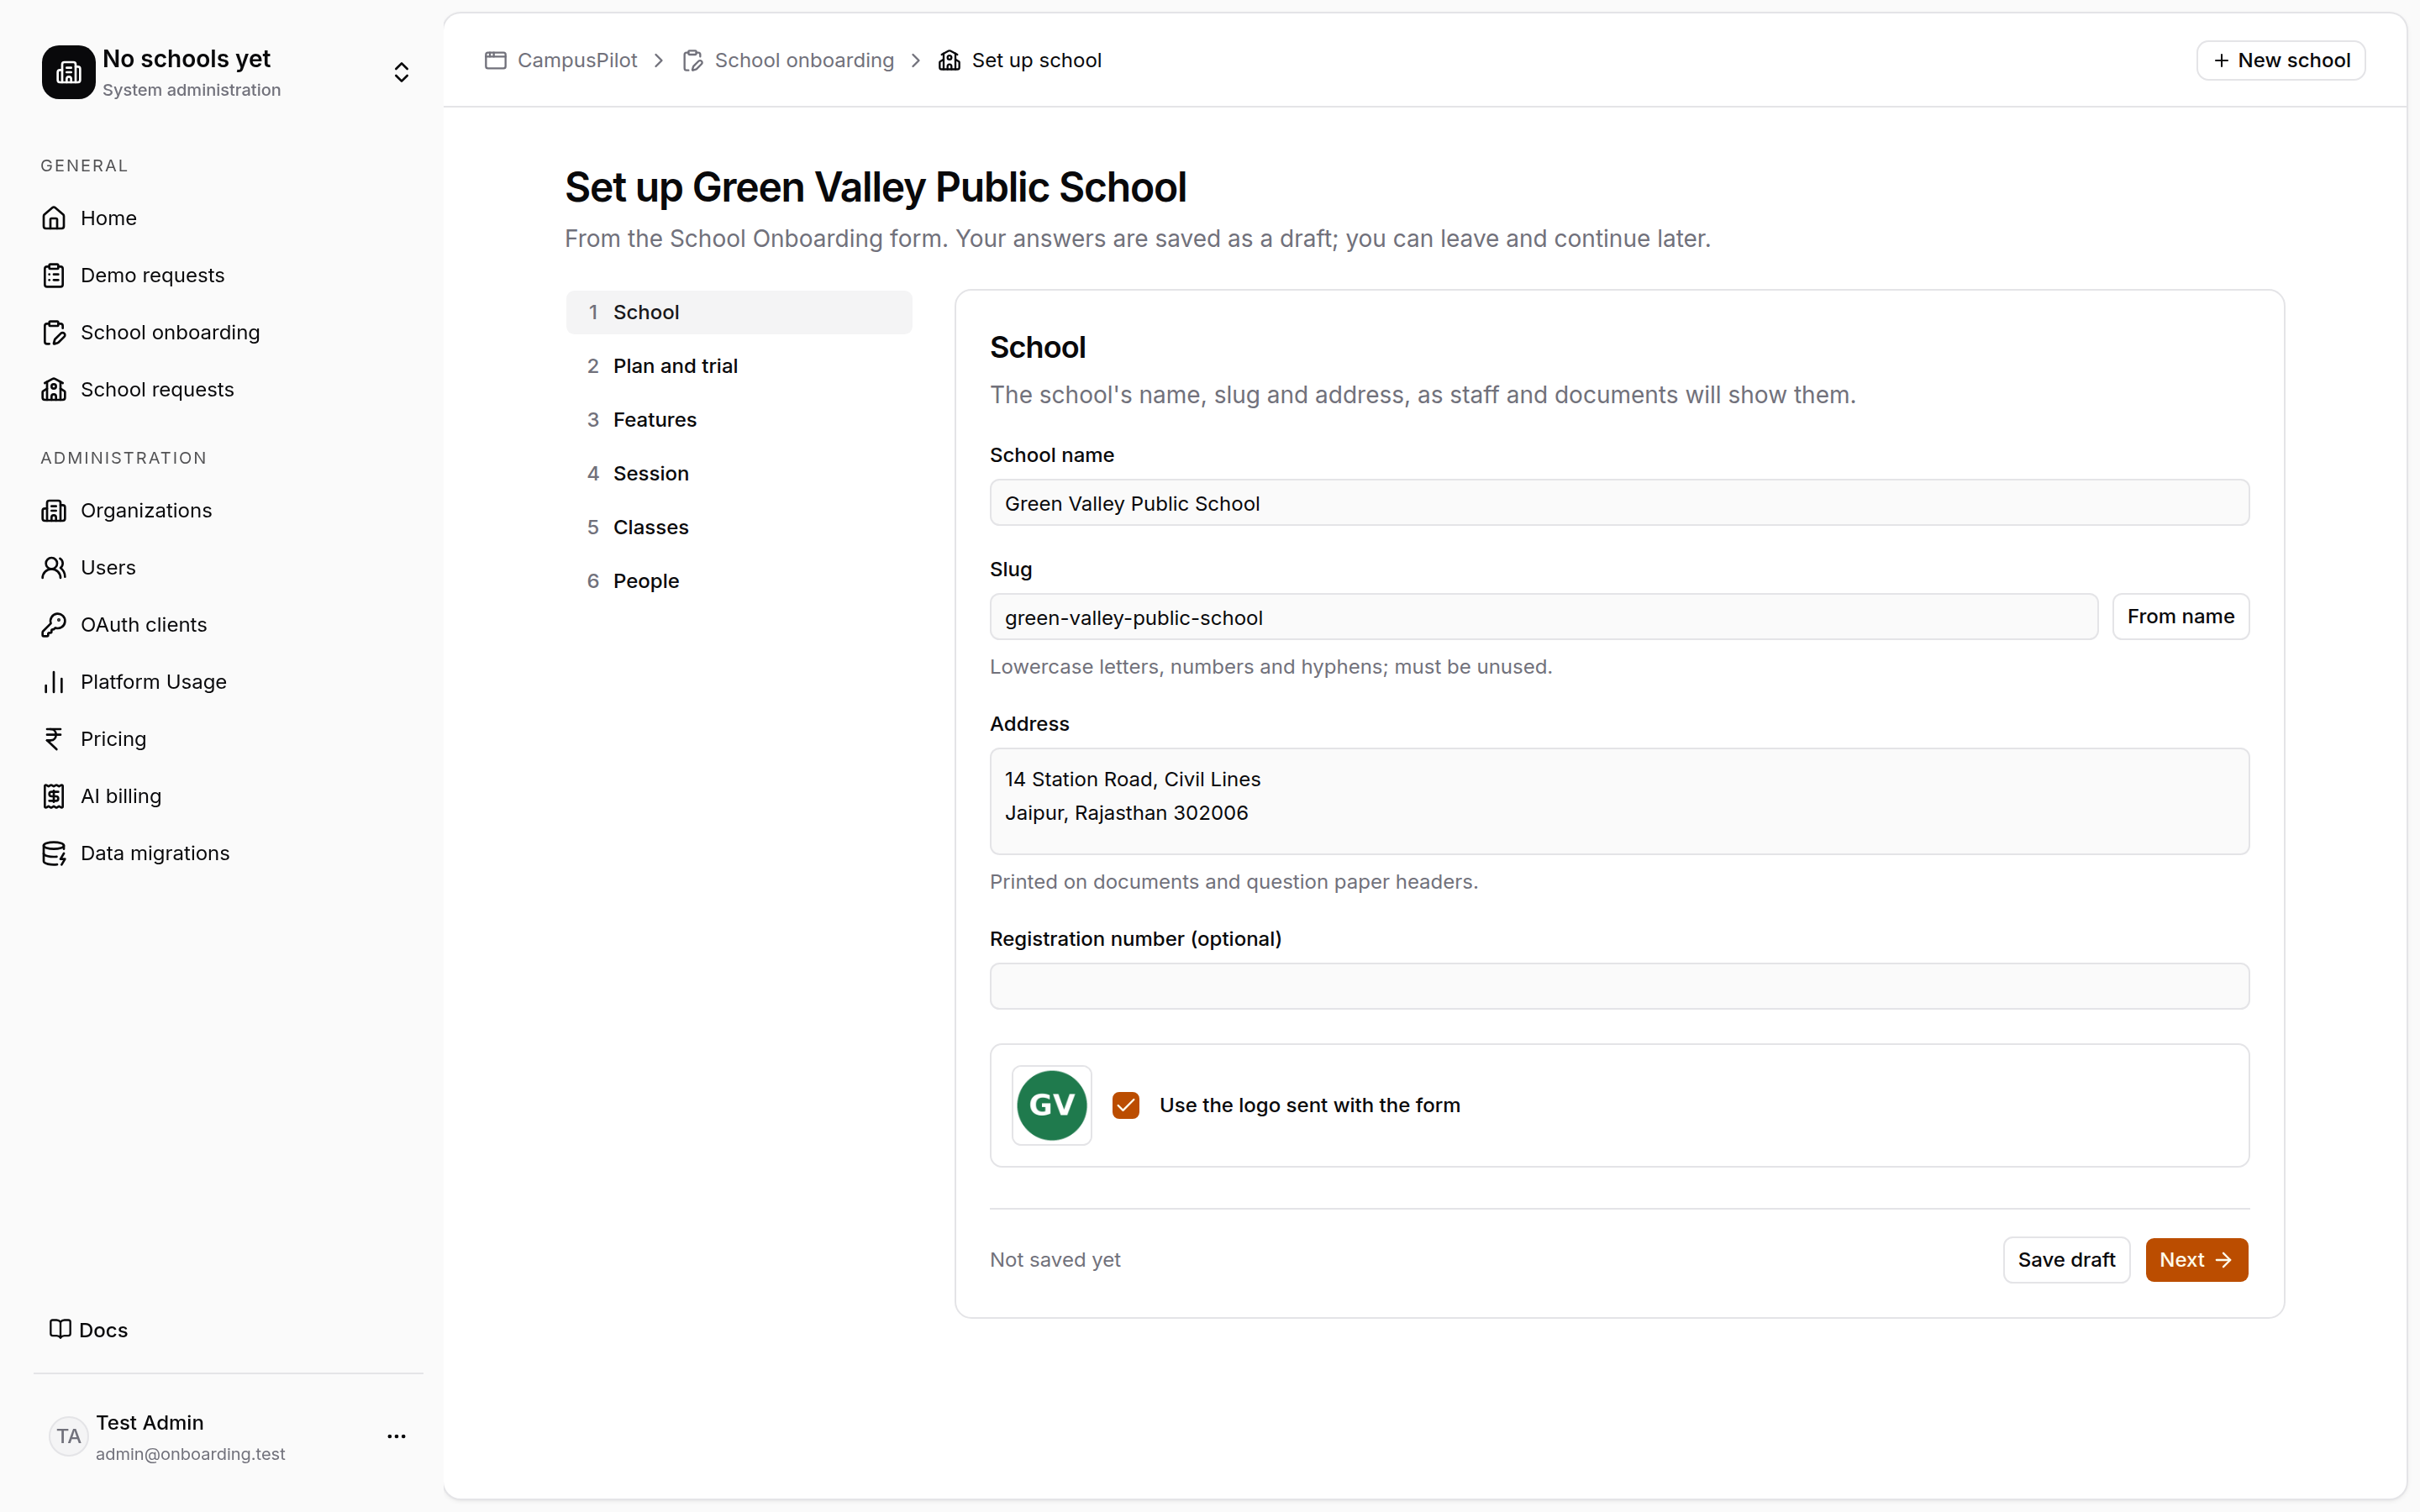 No schools yet
System administration
GENERAL
Home
Demo requests
School onboarding
School requests
ADMINISTRATION
Organizations
Users
OAuth clients
Platform Usage
Pricing
AI billing
Data migrations
Docs
TA
Test Admin
admin@onboarding.test
CampusPilot
School onboarding
Set up school
New school
Set up Green Valley Public School
From the School Onboarding form. Your answers are saved as a draft; you can leave and continue later.
1 School
2 Plan and trial
3 Features
4 Session
5 Classes
6 People
School
The school's name, slug and address, as staff and documents will show them.
School name
Green Valley Public School
Slug
green-valley-public-school
From name
Lowercase letters, numbers and hyphens; must be unused.
Address
14 Station Road, Civil Lines
Jaipur, Rajasthan 302006
Printed on documents and question paper headers.
Registration number (optional)
GV
Use the logo sent with the form
Not saved yet
Save draft
Next